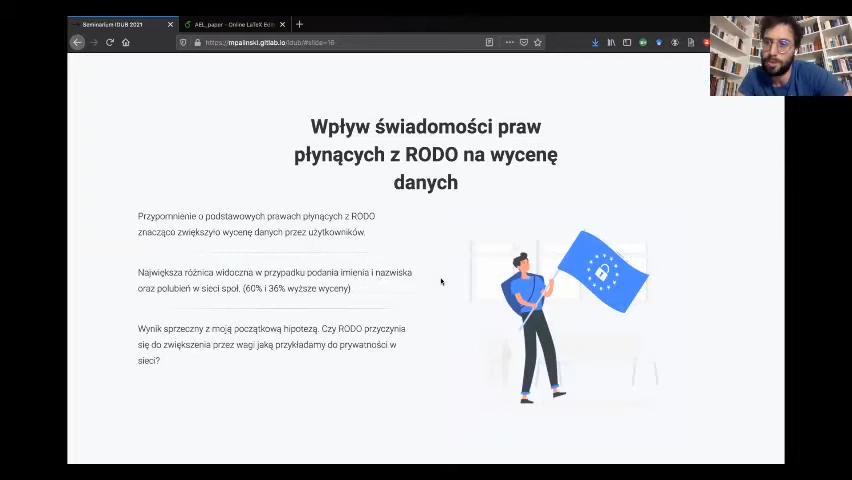 Seminarium IDUB 2021
AEL_paper - Online LaTeX Edit
https://mpalinski.gitlab.io/idub/#slide=16
Wpływ świadomości praw
płynących z RODO na wycenę
danych
Przypomnienie o podstawowych prawach płynących z RODO
znacząco zwiększyło wycenę danych przez użytkowników.
Największa różnica widoczna w przypadku podania imienia i nazwiska
oraz polubień w sieci społ. (60% i 36% wyższe wyceny)
Wynik sprzeczny z moją początkową hipotezą. Czy RODO przyczynia
się do zwiększenia przez wagi jaką przykładamy do prywatności w
sieci?